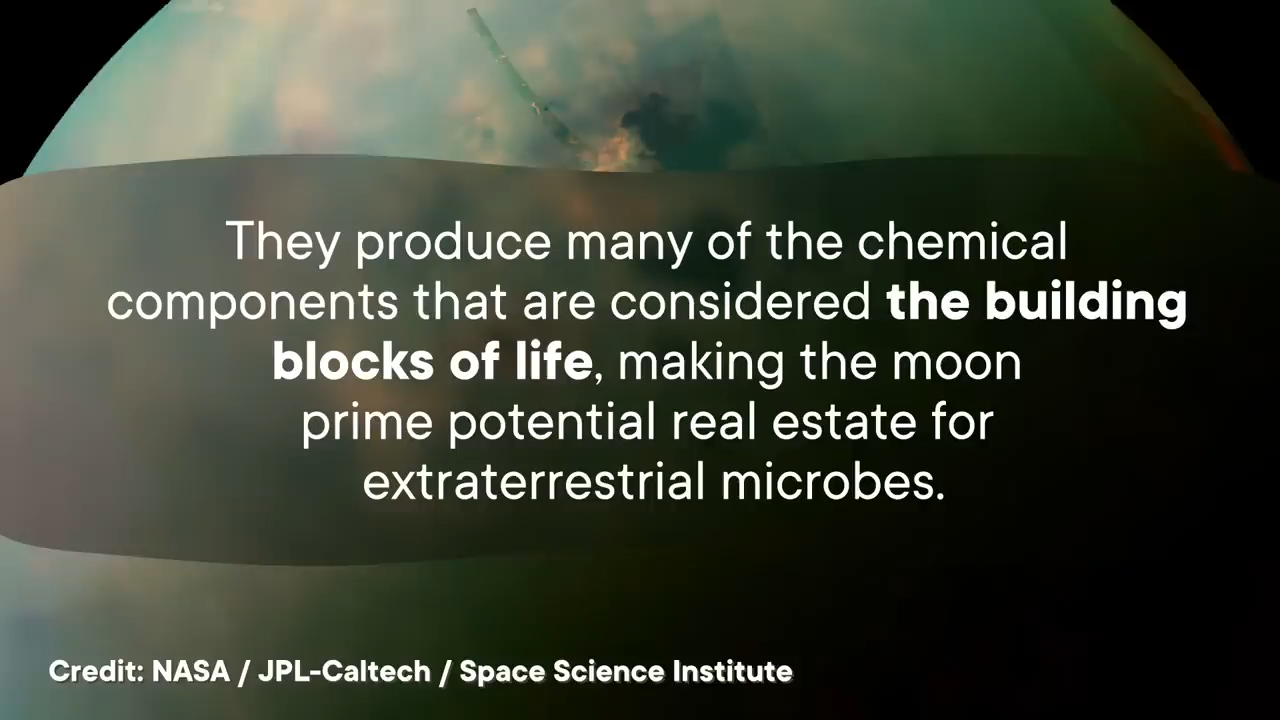 They produce many of the chemical
components that are considered the building
blocks of life, making the moon
prime potential real estate for
extraterrestrial microbes.
Credit: NASA / JPL-Caltech / Space Science Institute